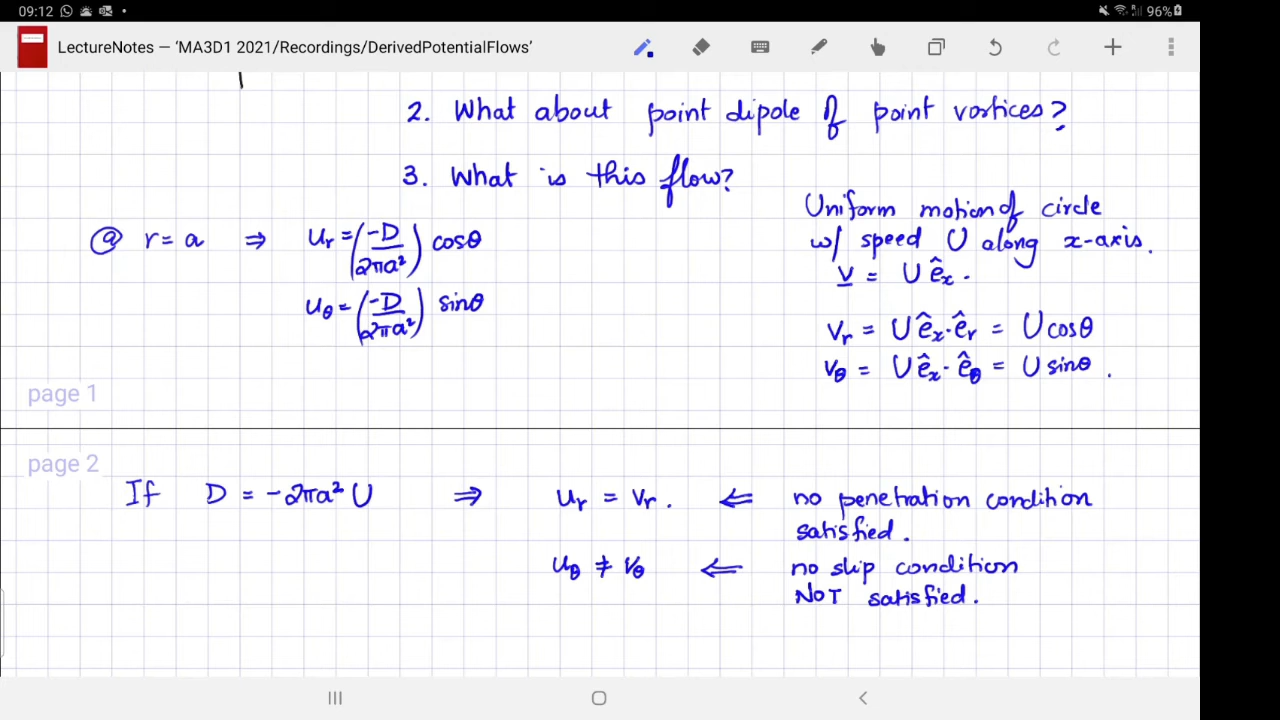 09:12
96%
LectureNotes — ‘MA3D1 2021/Recordings/DerivedPotentialFlows’
2. What about point dipole of point vortices?
3. What is this flow?
Uniform motion of circle
w/ speed U along x-axis.
v = U êx .
@ r = a ⇒ ur = (-D/2πa²) cosθ
uθ = (-D/2πa²) sinθ
vr = U êx · êr = U cosθ
vθ = U êx · êθ = U sinθ .
page 1
page 2
If D = -2πa² U ⇒ ur = vr . ⇐ no penetration condition
satisfied.
uθ ≠ vθ ⇐ no slip condition
NOT satisfied.